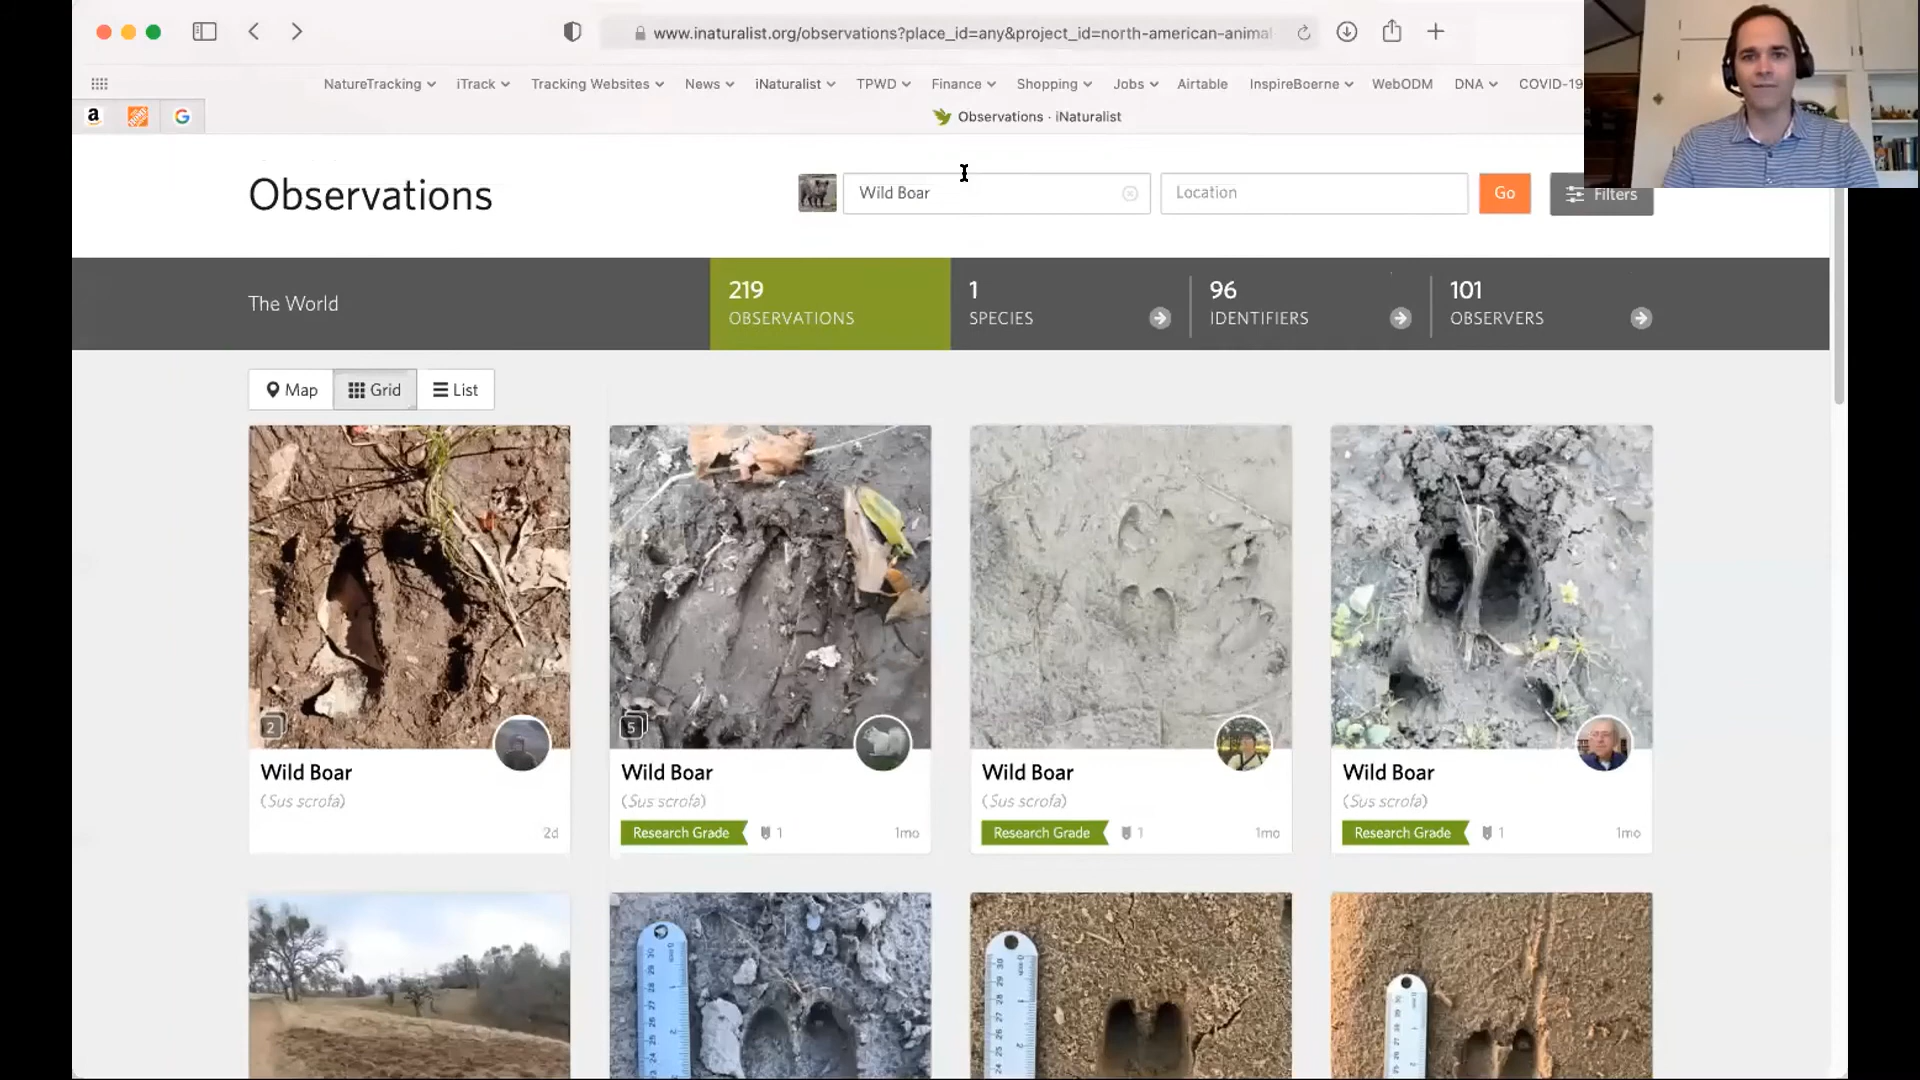 www.inaturalist.org/observations?place_id=any&project_id=north-american-animal
NatureTracking iTrack Tracking Websites News iNaturalist TPWD Finance Shopping Jobs Airtable InspireBoerne WebODM DNA COVID-19
Observations · iNaturalist
Observations
Wild Boar
Location
Go
Filters
The World
219
OBSERVATIONS
1
SPECIES
96
IDENTIFIERS
101
OBSERVERS
Map
Grid
List
2
5
Wild Boar
(Sus scrofa)
2d
Wild Boar
(Sus scrofa)
Research Grade 1 1mo
Wild Boar
(Sus scrofa)
Research Grade 1 1mo
Wild Boar
(Sus scrofa)
Research Grade 1 1mo